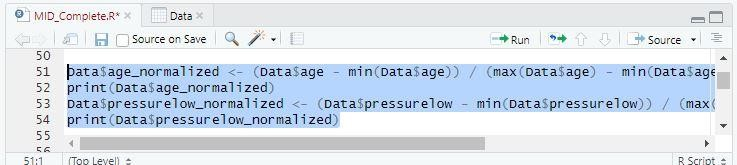 MID_Complete.R* × Data ×
Source on Save Run Source
50
51 Data$age_normalized <- (Data$age - min(Data$age)) / (max(Data$age) - min(Data$age
52 print(Data$age_normalized)
53 Data$pressurelow_normalized <- (Data$pressurelow - min(Data$pressurelow)) / (max(
54 print(Data$pressurelow_normalized)
55
56
51:1 (Top Level) R Script